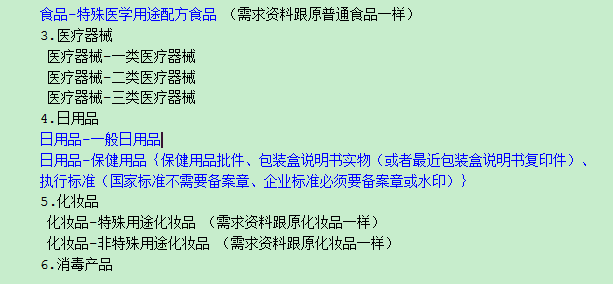 食品-特殊医学用途配方食品 （需求资料跟原普通食品一样）
3.医疗器械
医疗器械-一类医疗器械
医疗器械-二类医疗器械
医疗器械-三类医疗器械
4.日用品
日用品-一般日用品
日用品-保健用品｛保健用品批件、包装盒说明书实物（或者最近包装盒说明书复印件）、
执行标准（国家标准不需要备案章、企业标准必须要备案章或水印）｝
5.化妆品
化妆品-特殊用途化妆品 （需求资料跟原化妆品一样）
化妆品-非特殊用途化妆品 （需求资料跟原化妆品一样）
6.消毒产品